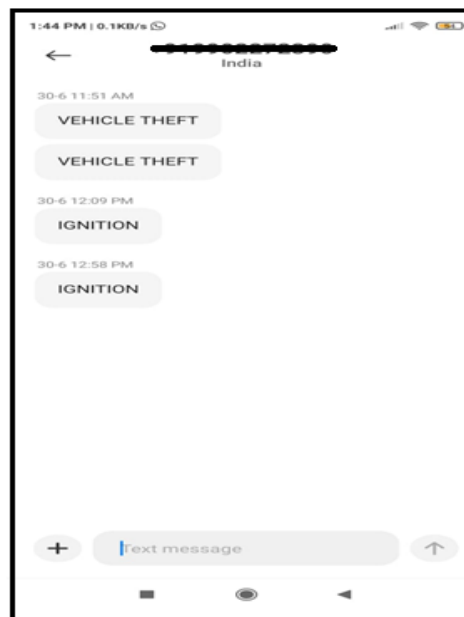 1:44 PM | 0.1KB/s
India
30-6 11:51 AM
VEHICLE THEFT
VEHICLE THEFT
30-6 12:09 PM
IGNITION
30-6 12:58 PM
IGNITION
Text message